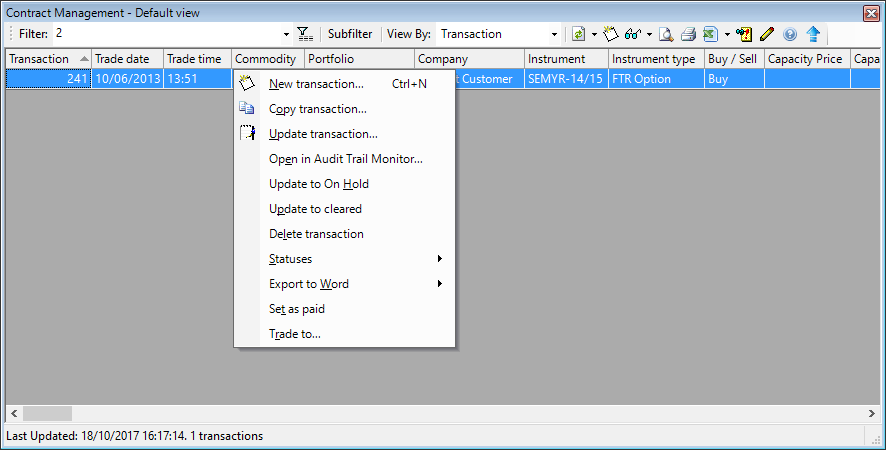 Contract Management - Default view
Filter: 2 Subfilter View By: Transaction
Transaction Trade date Trade time Commodity Portfolio Company Instrument Instrument type Buy / Sell Capacity Price Capa
241 10/06/2013 13:51 Customer SEMYR-14/15 FTR Option Buy
New transaction... Ctrl+N
Copy transaction...
Update transaction...
Open in Audit Trail Monitor...
Update to On Hold
Update to cleared
Delete transaction
Statuses
Export to Word
Set as paid
Trade to...
Last Updated: 18/10/2017 16:17:14. 1 transactions